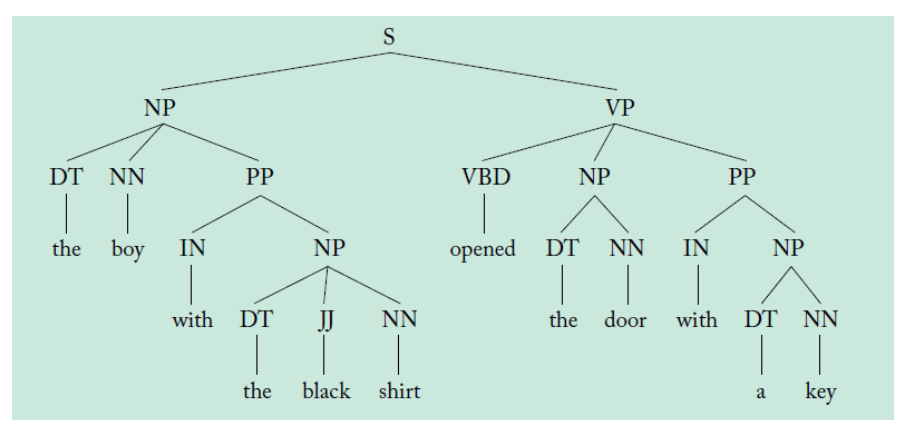 S
NP VP
DT NN PP VBD NP PP
the boy IN NP opened DT NN IN NP
with DT JJ NN the door with DT NN
the black shirt a key